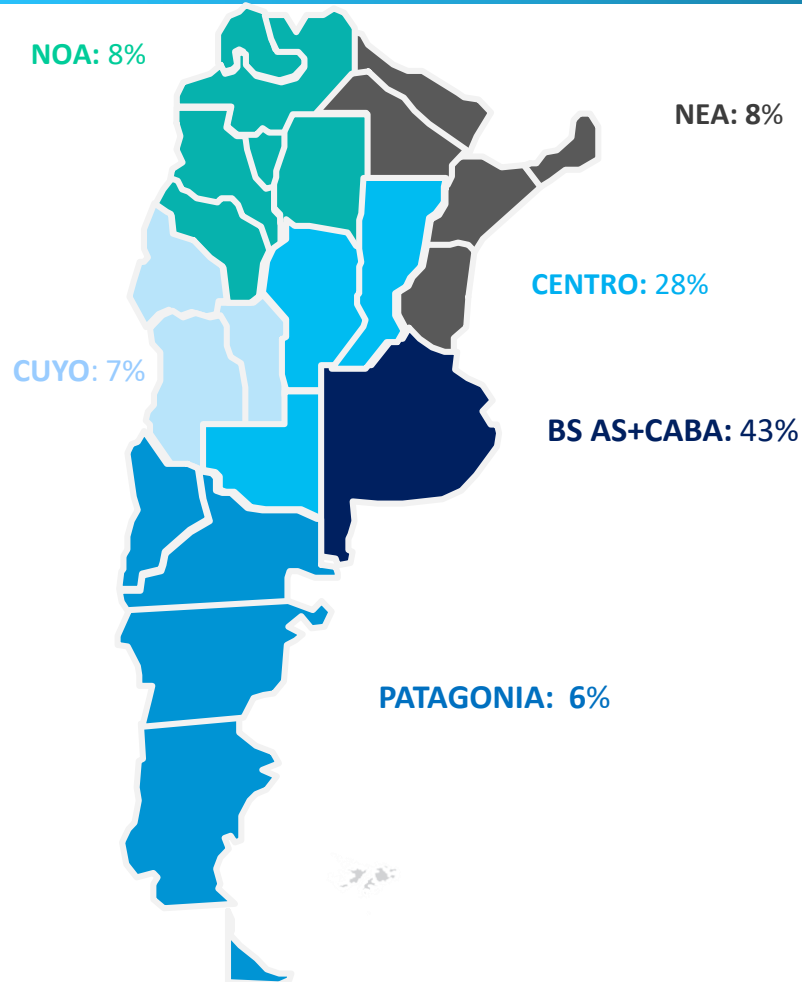 NOA: 8%
NEA: 8%
CENTRO: 28%
CUYO: 7%
BS AS+CABA: 43%
PATAGONIA: 6%